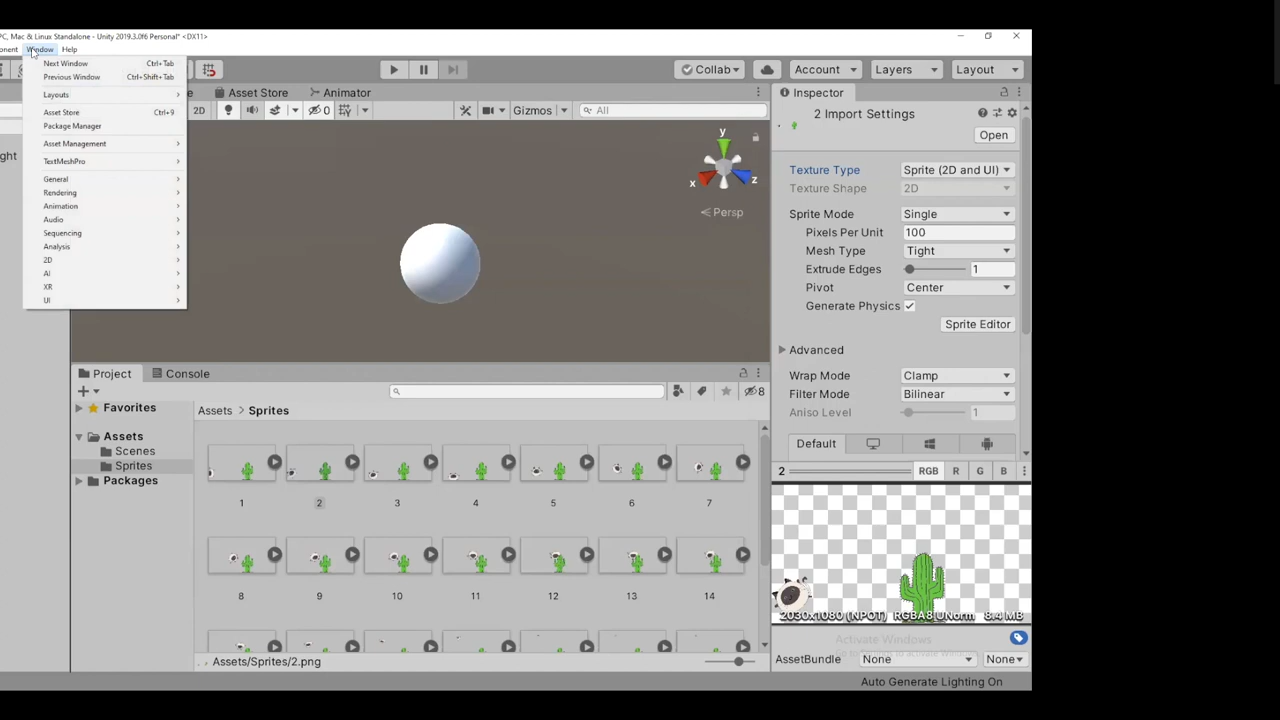 PC, Mac & Linux Standalone - Unity 2019.3.0f6 Personal* <DX11>
onent Window Help
Next Window Ctrl+Tab
Previous Window Ctrl+Shift+Tab
Layouts
Asset Store Ctrl+9
Package Manager
Asset Management
TextMeshPro
General
Rendering
Animation
Audio
Sequencing
Analysis
2D
AI
XR
UI
ght
Collab
Account
Layers
Layout
e Asset Store Animator
2D 0 Gizmos All
y
x z
Persp
Inspector
2 Import Settings
Open
Texture Type Sprite (2D and UI)
Texture Shape 2D
Sprite Mode Single
Pixels Per Unit 100
Mesh Type Tight
Extrude Edges 1
Pivot Center
Generate Physics
Sprite Editor
Advanced
Wrap Mode Clamp
Filter Mode Bilinear
Aniso Level 1
Default
2 RGB R G B
2030x1080 (NPOT) RGBA8 UNorm 8.4 MB
Activate Windows
AssetBundle None None
Auto Generate Lighting On
Project Console
8
Favorites
Assets
Scenes
Sprites
Packages
Assets > Sprites
1 2 3 4 5 6 7
8 9 10 11 12 13 14
Assets/Sprites/2.png